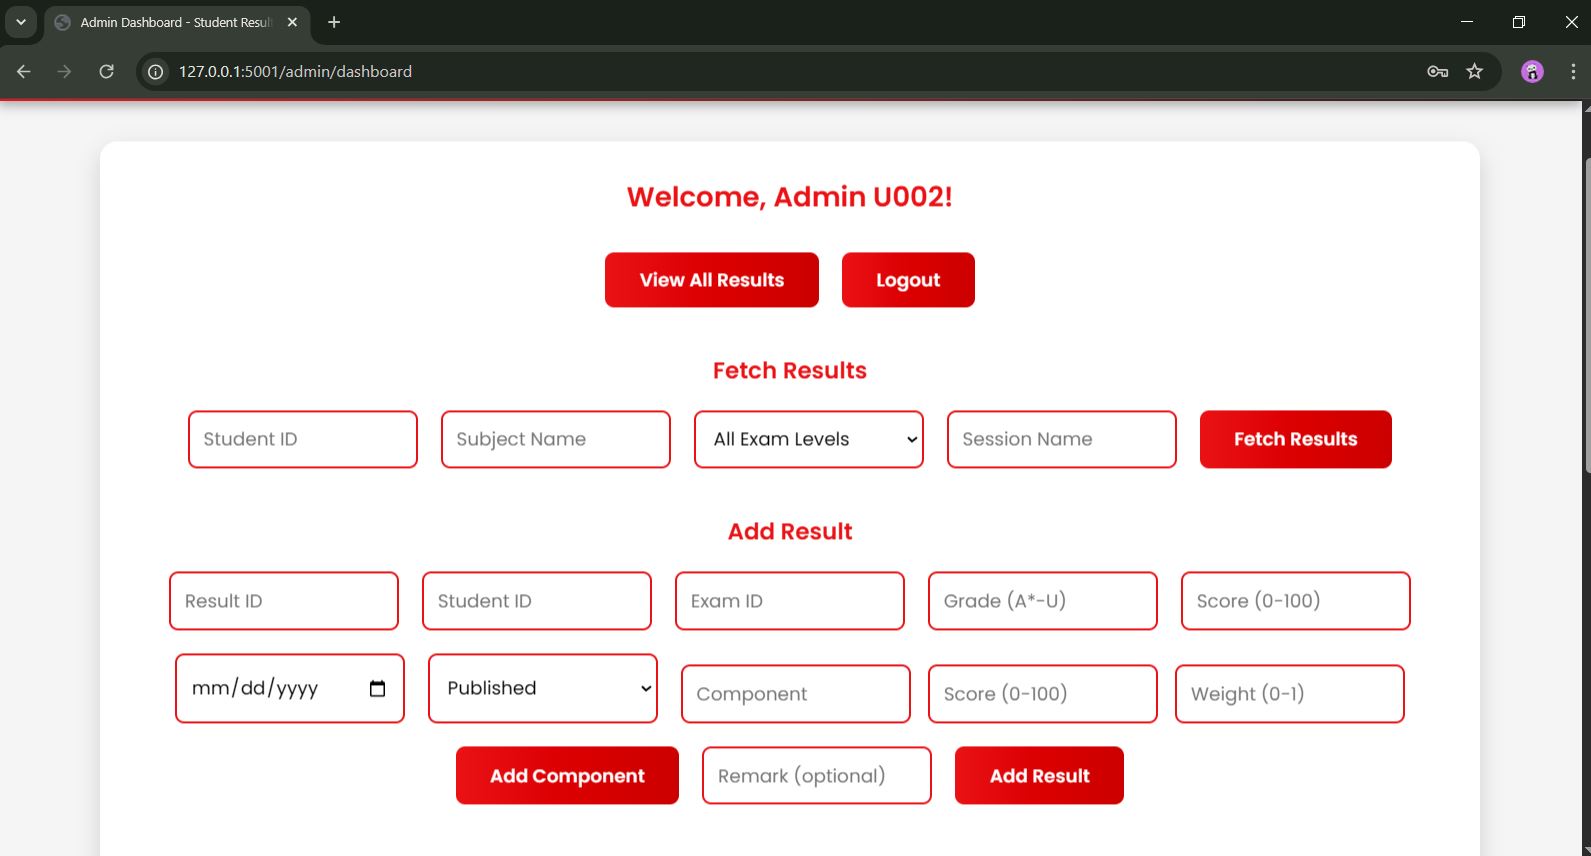 Admin Dashboard - Student Resul
127.0.0.1:5001/admin/dashboard
Welcome, Admin U002!
View All Results Logout
Fetch Results
Student ID Subject Name All Exam Levels Session Name Fetch Results
Add Result
Result ID Student ID Exam ID Grade (A*-U) Score (0-100)
mm/dd/yyyy Published Component Score (0-100) Weight (0-1)
Add Component Remark (optional) Add Result